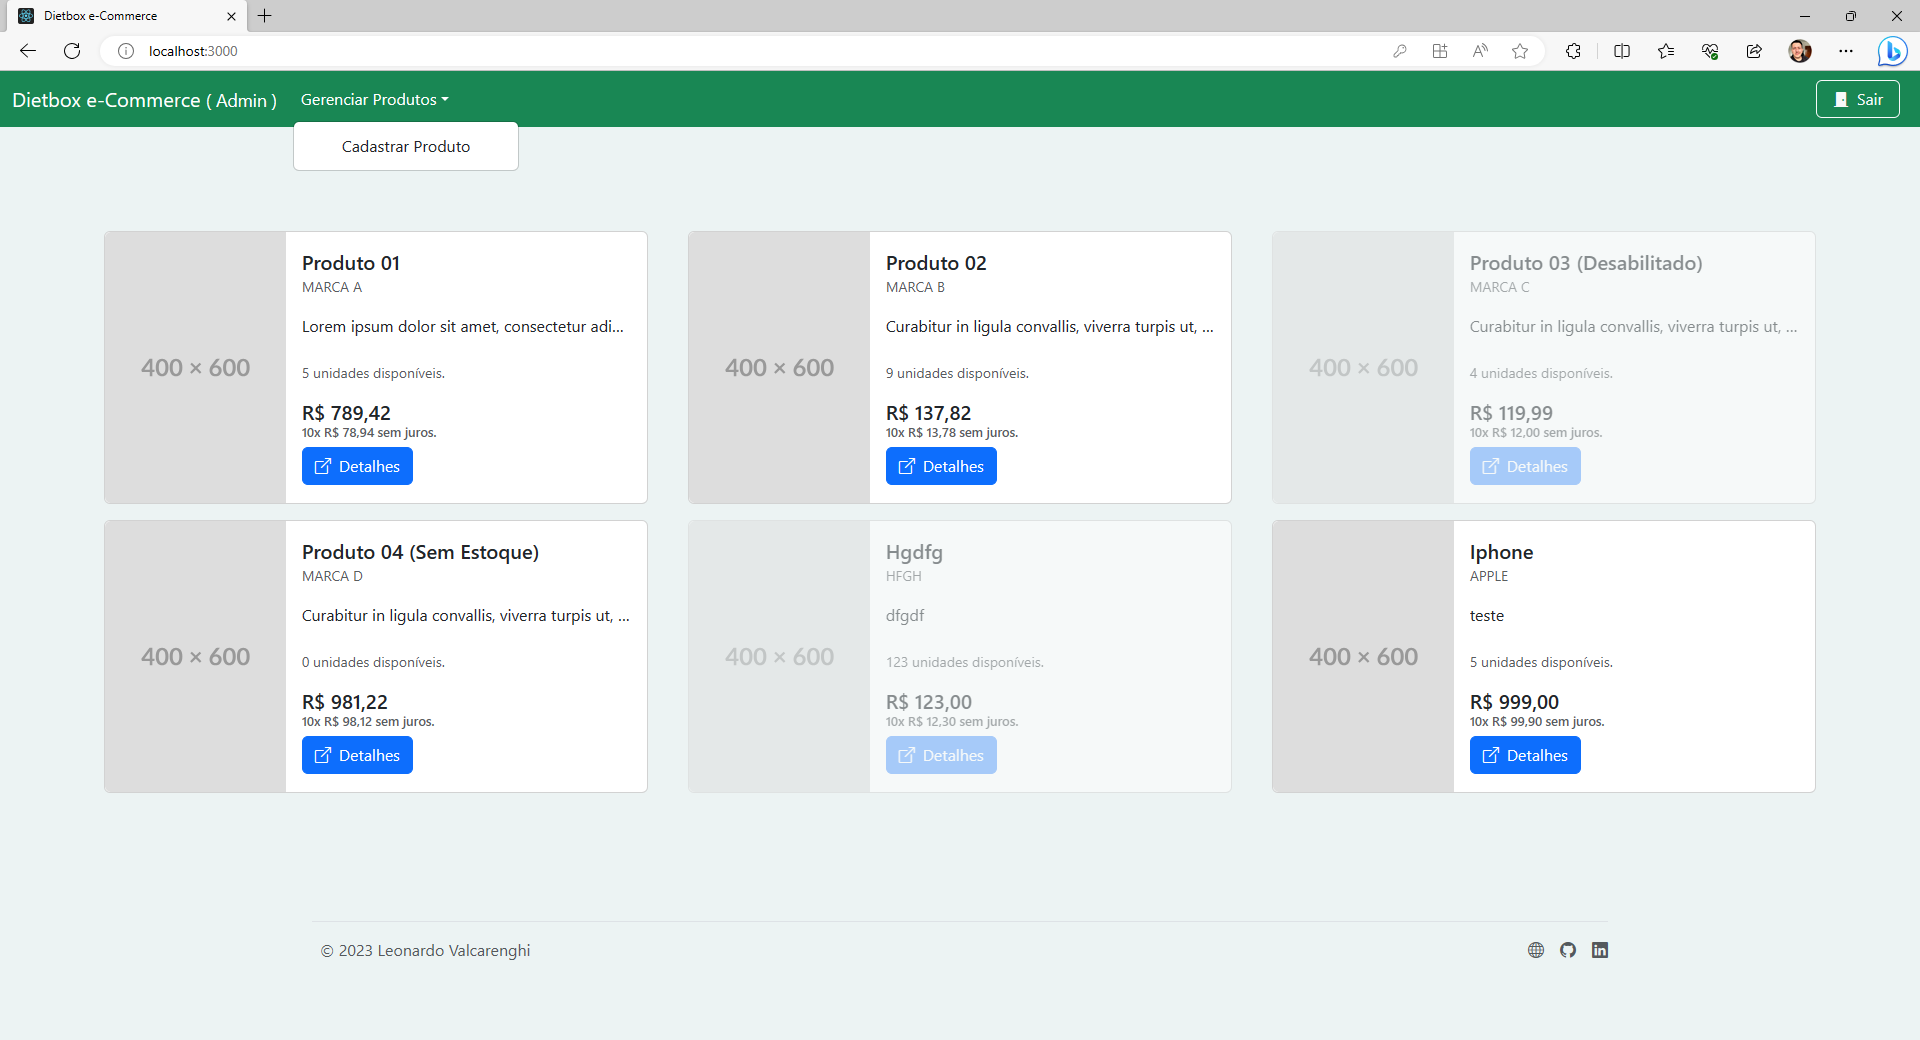 Dietbox e-Commerce
localhost:3000
Dietbox e-Commerce ( Admin )
Gerenciar Produtos
Sair
Cadastrar Produto
400 × 600
Produto 01
MARCA A
Lorem ipsum dolor sit amet, consectetur adi...
5 unidades disponíveis.
R$ 789,42
10x R$ 78,94 sem juros.
Detalhes
400 × 600
Produto 02
MARCA B
Curabitur in ligula convallis, viverra turpis ut, ...
9 unidades disponíveis.
R$ 137,82
10x R$ 13,78 sem juros.
Detalhes
400 × 600
Produto 03 (Desabilitado)
MARCA C
Curabitur in ligula convallis, viverra turpis ut, ...
4 unidades disponíveis.
R$ 119,99
10x R$ 12,00 sem juros.
Detalhes
400 × 600
Produto 04 (Sem Estoque)
MARCA D
Curabitur in ligula convallis, viverra turpis ut, ...
0 unidades disponíveis.
R$ 981,22
10x R$ 98,12 sem juros.
Detalhes
400 × 600
Hgdfg
HFGH
dfgdf
123 unidades disponíveis.
R$ 123,00
10x R$ 12,30 sem juros.
Detalhes
400 × 600
Iphone
APPLE
teste
5 unidades disponíveis.
R$ 999,00
10x R$ 99,90 sem juros.
Detalhes
© 2023 Leonardo Valcarenghi